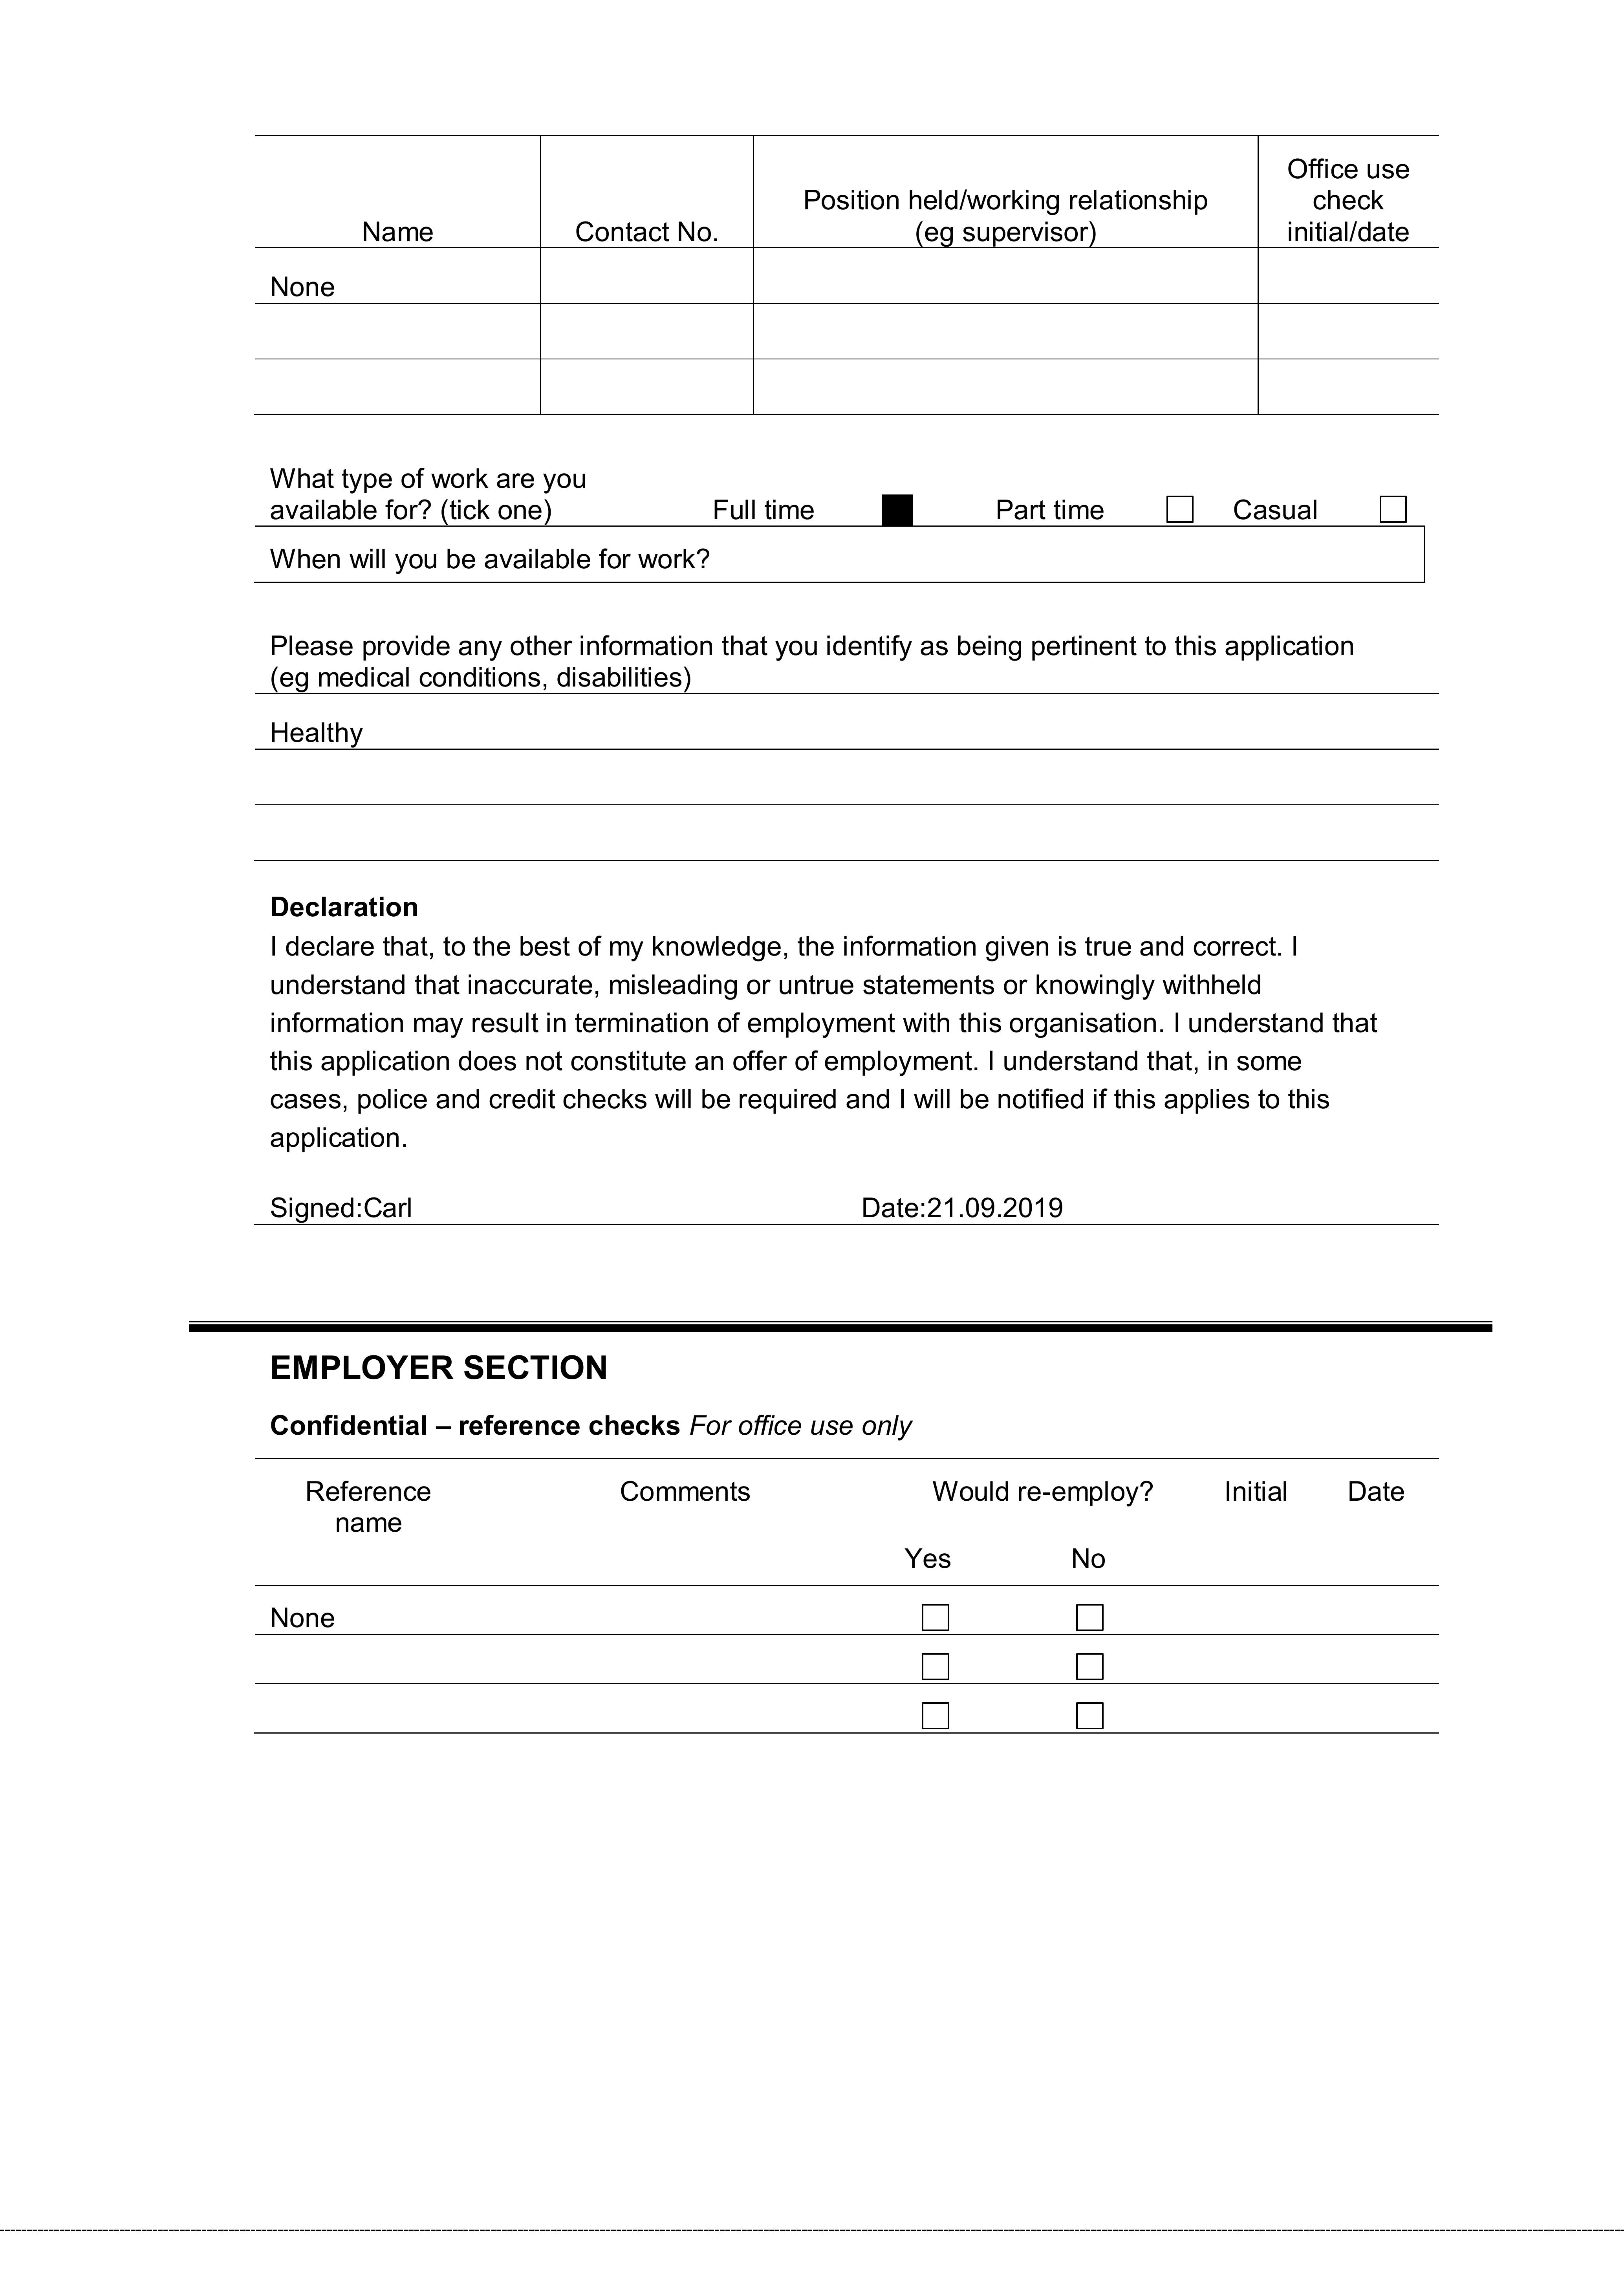 Name
Contact No.
Position held/working relationship
(eg supervisor)
Office use
check
initial/date
None
What type of work are you
available for? (tick one)
Full time
Part time
Casual
When will you be available for work?
Please provide any other information that you identify as being pertinent to this application
(eg medical conditions, disabilities)
Healthy
Declaration
I declare that, to the best of my knowledge, the information given is true and correct. I
understand that inaccurate, misleading or untrue statements or knowingly withheld
information may result in termination of employment with this organisation. I understand that
this application does not constitute an offer of employment. I understand that, in some
cases, police and credit checks will be required and I will be notified if this applies to this
application.
Signed:Carl Date:21.09.2019
EMPLOYER SECTION
Confidential – reference checks For office use only
Reference
name
Comments
Would re-employ?
Initial
Date
Yes No
None